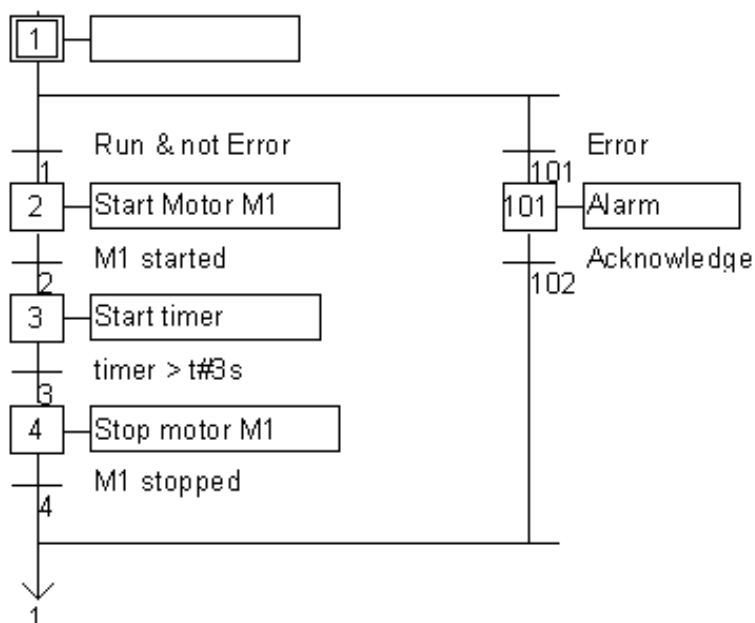 1
Run & not Error
Error
1
101
2
Start Motor M1
101
Alarm
M1 started
Acknowledge
2
102
3
Start timer
timer > t#3s
3
4
Stop motor M1
M1 stopped
4
1